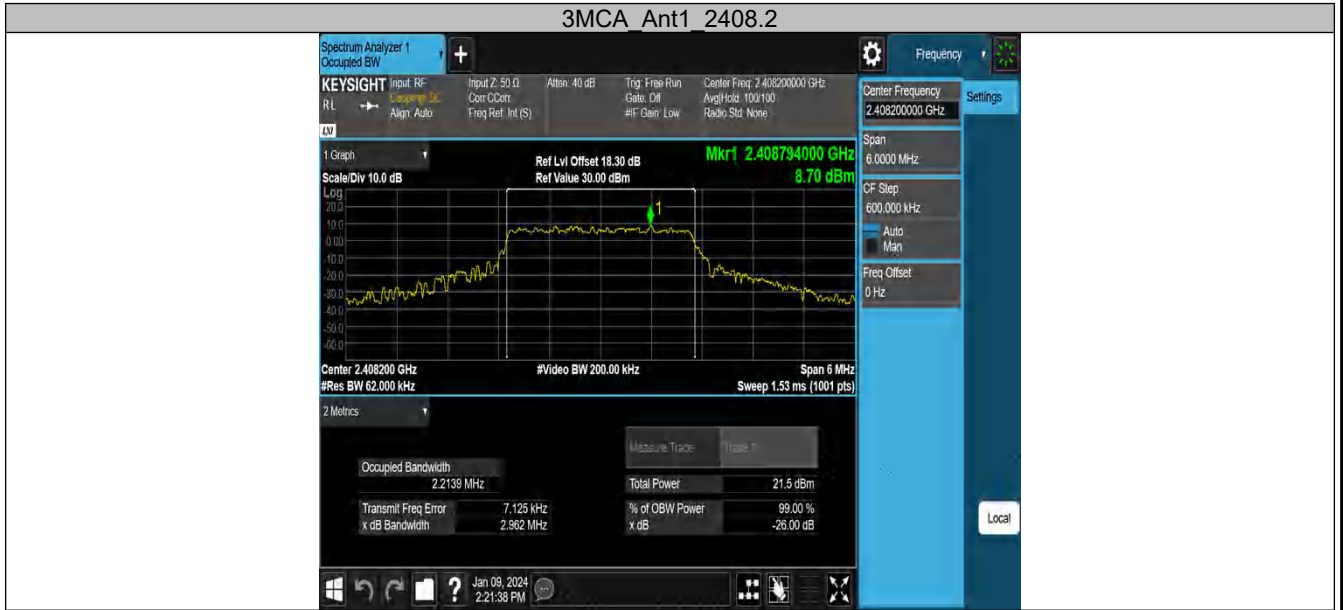 3MCA_Ant1_2408.2
Spectrum Analyzer 1
Occupied BW
+
Frequency
KEYSIGHT
RL
Input: RF
Coupling: DC
Align: Auto
Input Z: 50 Ω
Corr CCorr
Freq Ref: Int (S)
Atten: 40 dB
Trig: Free Run
Gate: Off
#IF Gain: Low
Center Freq: 2.408200000 GHz
Avg|Hold: 100/100
Radio Std: None
LXI
1 Graph
Scale/Div 10.0 dB
Ref Lvl Offset 18.30 dB
Ref Value 30.00 dBm
Mkr1 2.408794000 GHz
8.70 dBm
Log
20.0
10.0
0.00
-10.0
-20.0
-30.0
-40.0
-50.0
-60.0
1
Center 2.408200 GHz
#Res BW 62.000 kHz
#Video BW 200.00 kHz
Span 6 MHz
Sweep 1.53 ms (1001 pts)
2 Metrics
Measure Trace
Trace 1
Occupied Bandwidth
2.2139 MHz
Total Power
21.5 dBm
Transmit Freq Error
7.125 kHz
% of OBW Power
99.00 %
x dB Bandwidth
2.962 MHz
x dB
-26.00 dB
Center Frequency
2.408200000 GHz
Settings
Span
6.0000 MHz
CF Step
600.000 kHz
Auto
Man
Freq Offset
0 Hz
Local
?
Jan 09, 2024
2:21:38 PM